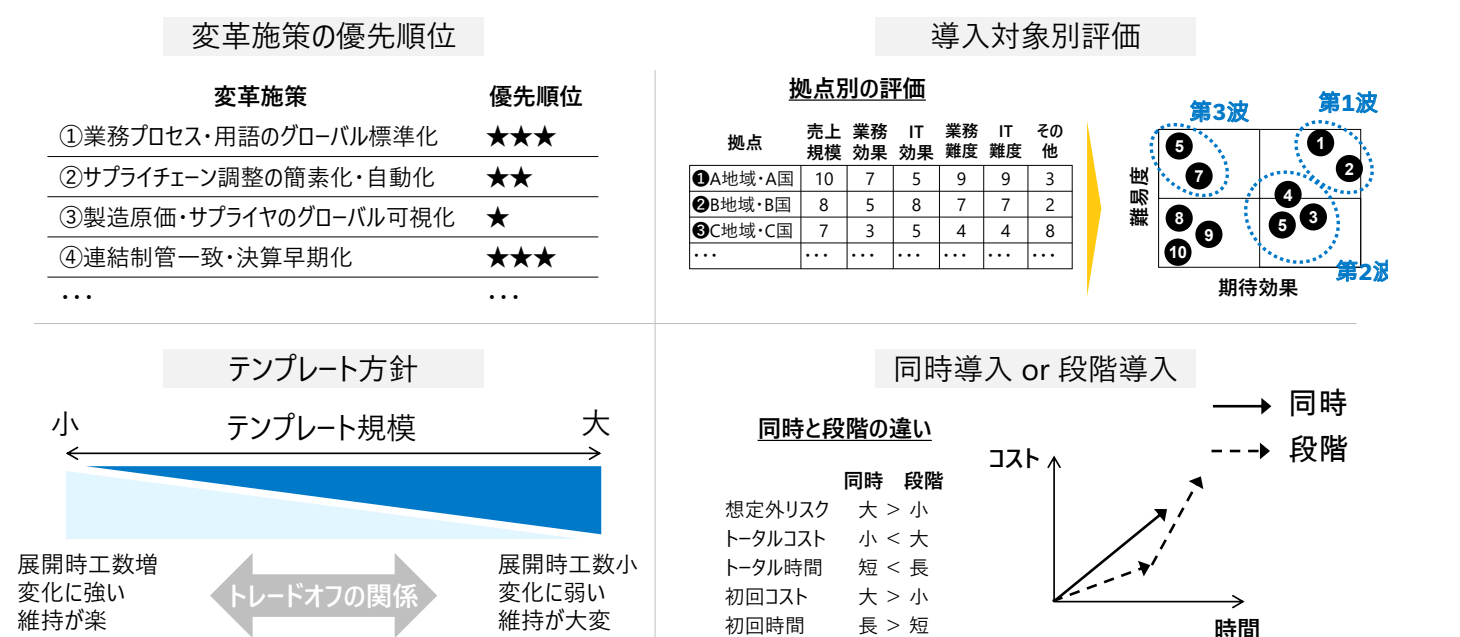 変革施策の優先順位
変革施策 優先順位
①業務プロセス・用語のグローバル標準化 ★★★
②サプライチェーン調整の簡素化・自動化 ★★
③製造原価・サプライヤのグローバル可視化 ★
④連結制管一致・決算早期化 ★★★
・・・ ・・・
導入対象別評価
拠点別の評価
拠点 売上規模 業務効果 IT効果 業務難度 IT難度 その他
❶A地域・A国 10 7 5 9 9 3
❷B地域・B国 8 5 8 7 7 2
❸C地域・C国 7 3 5 4 4 8
・・・ ・・・ ・・・ ・・・ ・・・ ・・・ ・・・
第3波 第1波
5 1
7 2
4
8 5 3
9
10
第2波
難易度
期待効果
テンプレート方針
小 テンプレート規模 大
展開時工数増
変化に強い
維持が楽
トレードオフの関係
展開時工数小
変化に弱い
維持が大変
同時導入 or 段階導入
同時と段階の違い
同時 段階
想定外リスク 大 > 小
トータルコスト 小 < 大
トータル時間 短 < 長
初回コスト 大 > 小
初回時間 長 > 短
同時
段階
コスト
時間